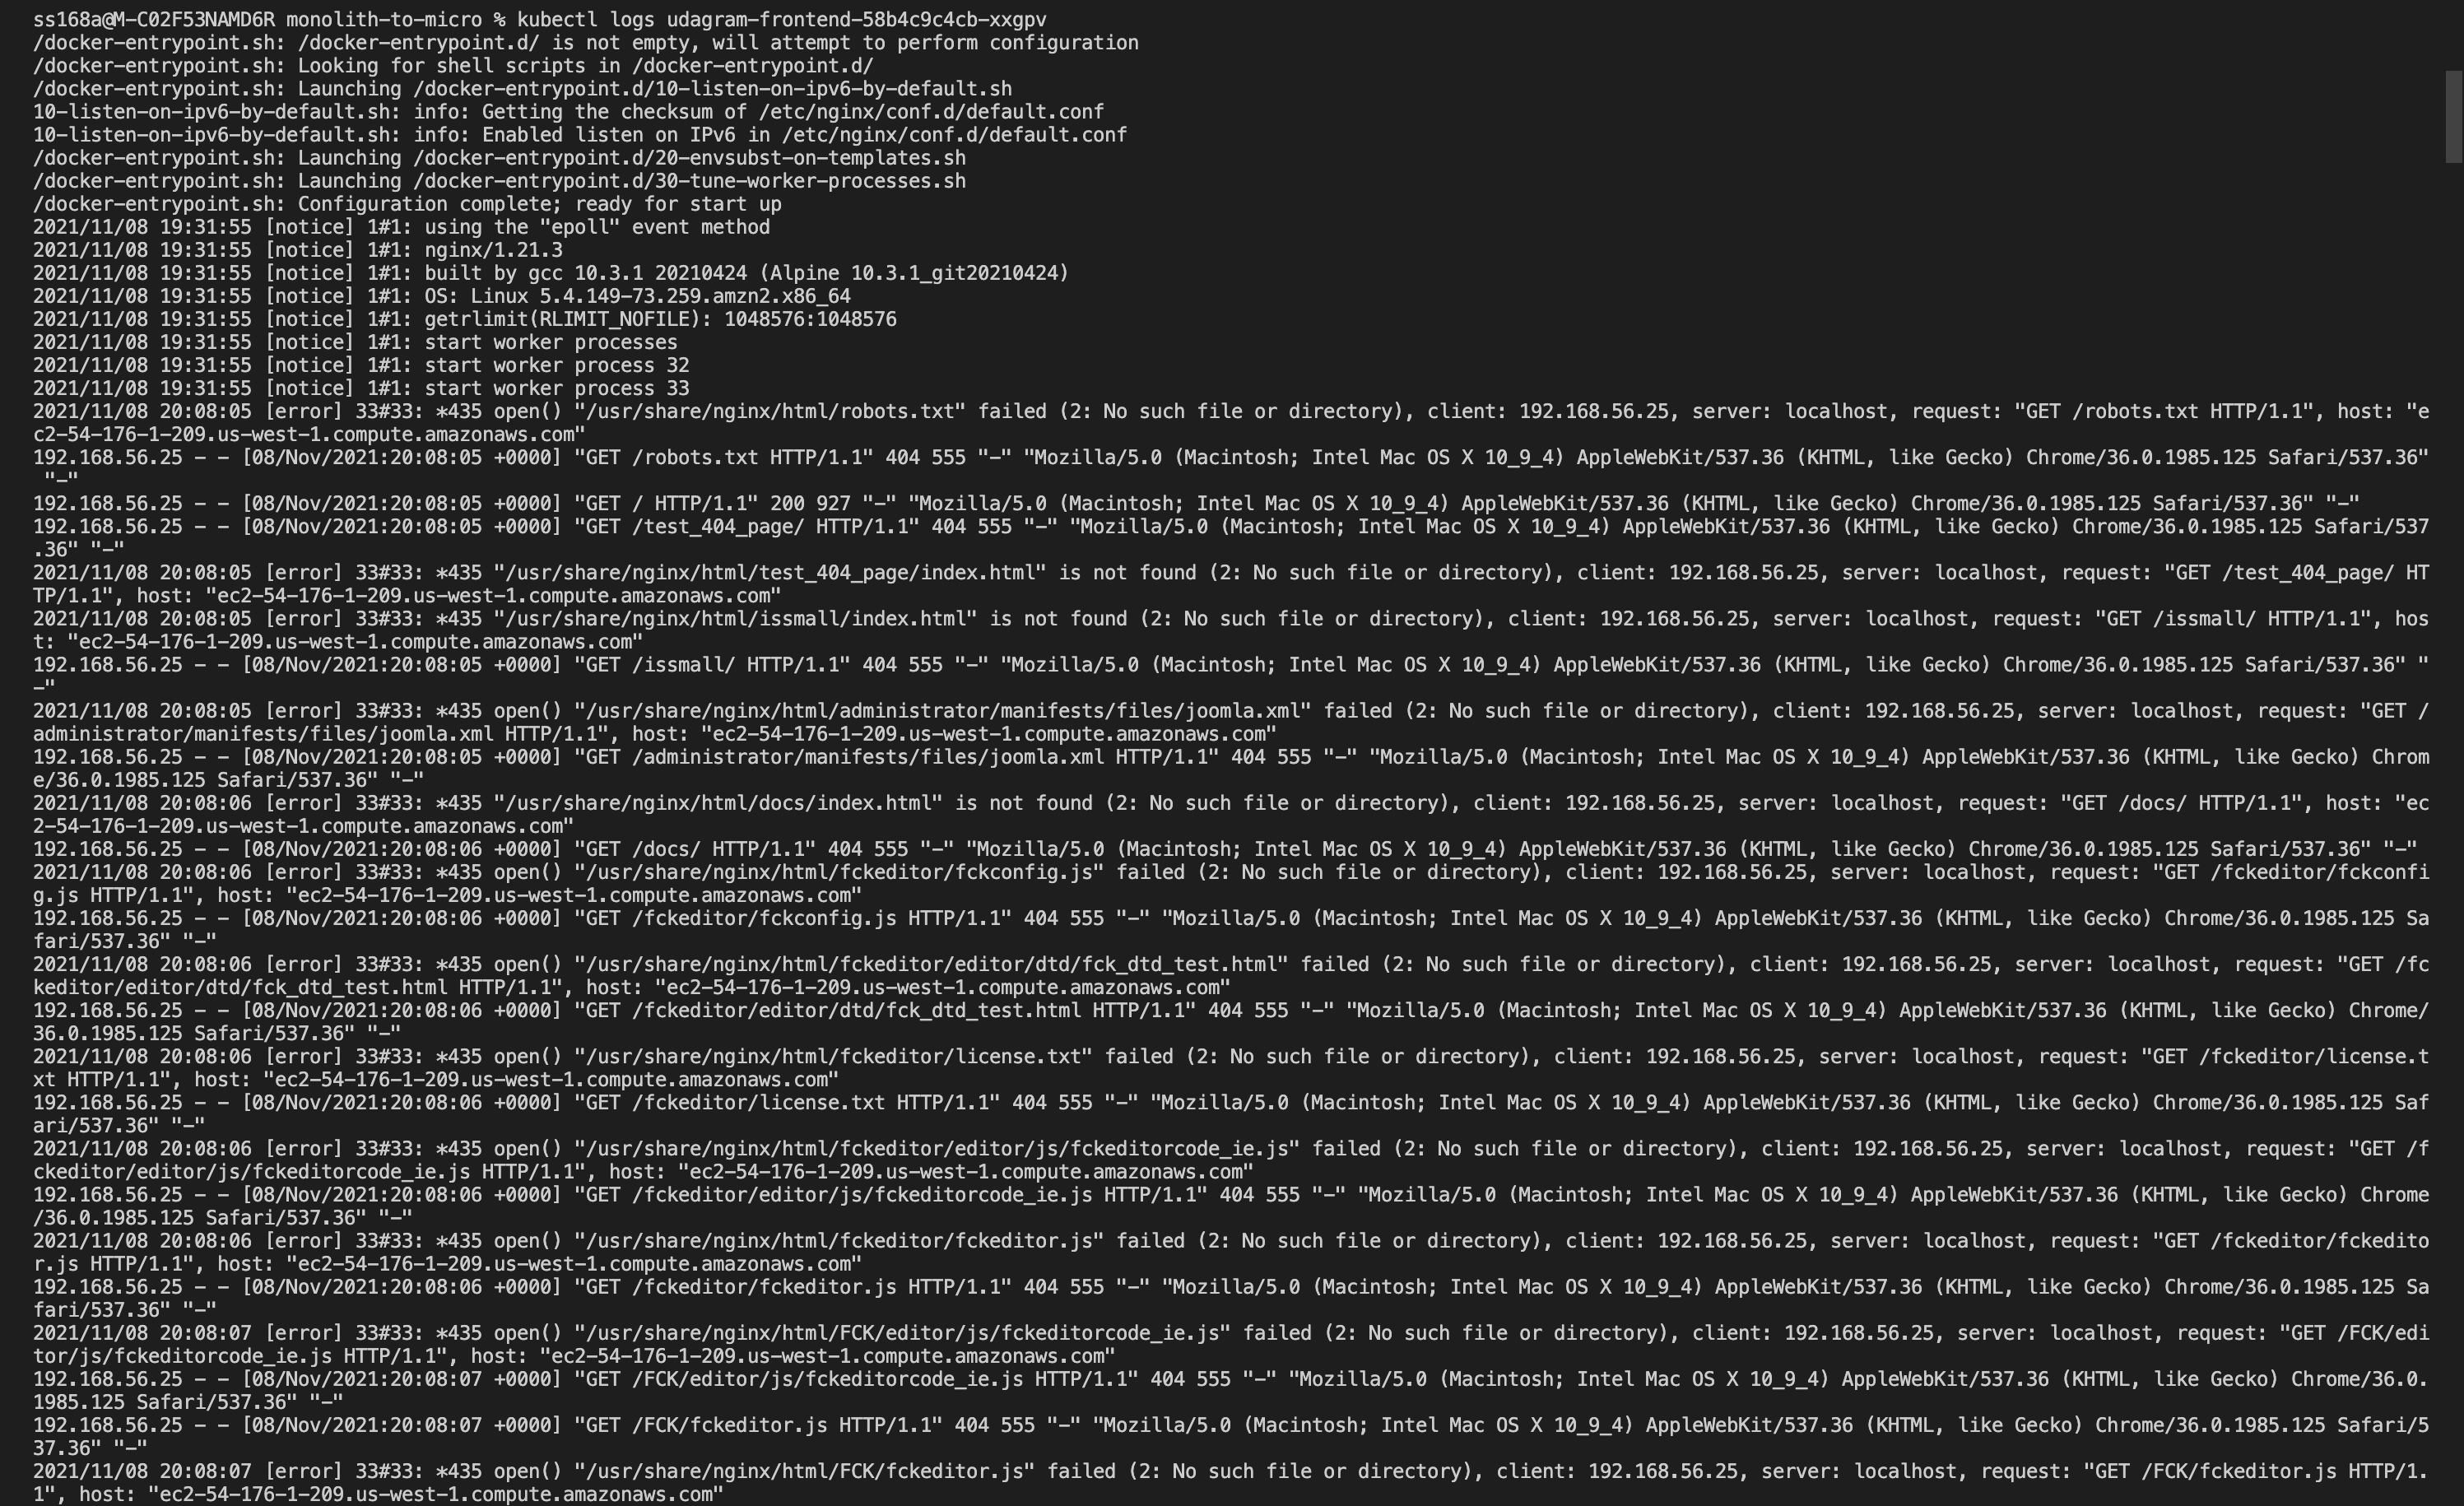 ss168a@M-C02F53NAMD6R monolith-to-micro % kubectl logs udagram-frontend-58b4c9c4cb-xxgpv
/docker-entrypoint.sh: /docker-entrypoint.d/ is not empty, will attempt to perform configuration
/docker-entrypoint.sh: Looking for shell scripts in /docker-entrypoint.d/
/docker-entrypoint.sh: Launching /docker-entrypoint.d/10-listen-on-ipv6-by-default.sh
10-listen-on-ipv6-by-default.sh: info: Getting the checksum of /etc/nginx/conf.d/default.conf
10-listen-on-ipv6-by-default.sh: info: Enabled listen on IPv6 in /etc/nginx/conf.d/default.conf
/docker-entrypoint.sh: Launching /docker-entrypoint.d/20-envsubst-on-templates.sh
/docker-entrypoint.sh: Launching /docker-entrypoint.d/30-tune-worker-processes.sh
/docker-entrypoint.sh: Configuration complete; ready for start up
2021/11/08 19:31:55 [notice] 1#1: using the "epoll" event method
2021/11/08 19:31:55 [notice] 1#1: nginx/1.21.3
2021/11/08 19:31:55 [notice] 1#1: built by gcc 10.3.1 20210424 (Alpine 10.3.1_git20210424)
2021/11/08 19:31:55 [notice] 1#1: OS: Linux 5.4.149-73.259.amzn2.x86_64
2021/11/08 19:31:55 [notice] 1#1: getrlimit(RLIMIT_NOFILE): 1048576:1048576
2021/11/08 19:31:55 [notice] 1#1: start worker processes
2021/11/08 19:31:55 [notice] 1#1: start worker process 32
2021/11/08 19:31:55 [notice] 1#1: start worker process 33
2021/11/08 20:08:05 [error] 33#33: *435 open() "/usr/share/nginx/html/robots.txt" failed (2: No such file or directory), client: 192.168.56.25, server: localhost, request: "GET /robots.txt HTTP/1.1", host: "e
c2-54-176-1-209.us-west-1.compute.amazonaws.com"
192.168.56.25 - - [08/Nov/2021:20:08:05 +0000] "GET /robots.txt HTTP/1.1" 404 555 "-" "Mozilla/5.0 (Macintosh; Intel Mac OS X 10_9_4) AppleWebKit/537.36 (KHTML, like Gecko) Chrome/36.0.1985.125 Safari/537.36"
 "-"
192.168.56.25 - - [08/Nov/2021:20:08:05 +0000] "GET / HTTP/1.1" 200 927 "-" "Mozilla/5.0 (Macintosh; Intel Mac OS X 10_9_4) AppleWebKit/537.36 (KHTML, like Gecko) Chrome/36.0.1985.125 Safari/537.36" "-"
192.168.56.25 - - [08/Nov/2021:20:08:05 +0000] "GET /test_404_page/ HTTP/1.1" 404 555 "-" "Mozilla/5.0 (Macintosh; Intel Mac OS X 10_9_4) AppleWebKit/537.36 (KHTML, like Gecko) Chrome/36.0.1985.125 Safari/537
.36" "-"
2021/11/08 20:08:05 [error] 33#33: *435 "/usr/share/nginx/html/test_404_page/index.html" is not found (2: No such file or directory), client: 192.168.56.25, server: localhost, request: "GET /test_404_page/ HT
TP/1.1", host: "ec2-54-176-1-209.us-west-1.compute.amazonaws.com"
2021/11/08 20:08:05 [error] 33#33: *435 "/usr/share/nginx/html/issmall/index.html" is not found (2: No such file or directory), client: 192.168.56.25, server: localhost, request: "GET /issmall/ HTTP/1.1", hos
t: "ec2-54-176-1-209.us-west-1.compute.amazonaws.com"
192.168.56.25 - - [08/Nov/2021:20:08:05 +0000] "GET /issmall/ HTTP/1.1" 404 555 "-" "Mozilla/5.0 (Macintosh; Intel Mac OS X 10_9_4) AppleWebKit/537.36 (KHTML, like Gecko) Chrome/36.0.1985.125 Safari/537.36" "
-"
2021/11/08 20:08:05 [error] 33#33: *435 open() "/usr/share/nginx/html/administrator/manifests/files/joomla.xml" failed (2: No such file or directory), client: 192.168.56.25, server: localhost, request: "GET /
administrator/manifests/files/joomla.xml HTTP/1.1", host: "ec2-54-176-1-209.us-west-1.compute.amazonaws.com"
192.168.56.25 - - [08/Nov/2021:20:08:05 +0000] "GET /administrator/manifests/files/joomla.xml HTTP/1.1" 404 555 "-" "Mozilla/5.0 (Macintosh; Intel Mac OS X 10_9_4) AppleWebKit/537.36 (KHTML, like Gecko) Chrom
e/36.0.1985.125 Safari/537.36" "-"
2021/11/08 20:08:06 [error] 33#33: *435 "/usr/share/nginx/html/docs/index.html" is not found (2: No such file or directory), client: 192.168.56.25, server: localhost, request: "GET /docs/ HTTP/1.1", host: "ec
2-54-176-1-209.us-west-1.compute.amazonaws.com"
192.168.56.25 - - [08/Nov/2021:20:08:06 +0000] "GET /docs/ HTTP/1.1" 404 555 "-" "Mozilla/5.0 (Macintosh; Intel Mac OS X 10_9_4) AppleWebKit/537.36 (KHTML, like Gecko) Chrome/36.0.1985.125 Safari/537.36" "-"
2021/11/08 20:08:06 [error] 33#33: *435 open() "/usr/share/nginx/html/fckeditor/fckconfig.js" failed (2: No such file or directory), client: 192.168.56.25, server: localhost, request: "GET /fckeditor/fckconfi
g.js HTTP/1.1", host: "ec2-54-176-1-209.us-west-1.compute.amazonaws.com"
192.168.56.25 - - [08/Nov/2021:20:08:06 +0000] "GET /fckeditor/fckconfig.js HTTP/1.1" 404 555 "-" "Mozilla/5.0 (Macintosh; Intel Mac OS X 10_9_4) AppleWebKit/537.36 (KHTML, like Gecko) Chrome/36.0.1985.125 Sa
fari/537.36" "-"
2021/11/08 20:08:06 [error] 33#33: *435 open() "/usr/share/nginx/html/fckeditor/editor/dtd/fck_dtd_test.html" failed (2: No such file or directory), client: 192.168.56.25, server: localhost, request: "GET /fc
keditor/editor/dtd/fck_dtd_test.html HTTP/1.1", host: "ec2-54-176-1-209.us-west-1.compute.amazonaws.com"
192.168.56.25 - - [08/Nov/2021:20:08:06 +0000] "GET /fckeditor/editor/dtd/fck_dtd_test.html HTTP/1.1" 404 555 "-" "Mozilla/5.0 (Macintosh; Intel Mac OS X 10_9_4) AppleWebKit/537.36 (KHTML, like Gecko) Chrome/
36.0.1985.125 Safari/537.36" "-"
2021/11/08 20:08:06 [error] 33#33: *435 open() "/usr/share/nginx/html/fckeditor/license.txt" failed (2: No such file or directory), client: 192.168.56.25, server: localhost, request: "GET /fckeditor/license.t
xt HTTP/1.1", host: "ec2-54-176-1-209.us-west-1.compute.amazonaws.com"
192.168.56.25 - - [08/Nov/2021:20:08:06 +0000] "GET /fckeditor/license.txt HTTP/1.1" 404 555 "-" "Mozilla/5.0 (Macintosh; Intel Mac OS X 10_9_4) AppleWebKit/537.36 (KHTML, like Gecko) Chrome/36.0.1985.125 Saf
ari/537.36" "-"
2021/11/08 20:08:06 [error] 33#33: *435 open() "/usr/share/nginx/html/fckeditor/editor/js/fckeditorcode_ie.js" failed (2: No such file or directory), client: 192.168.56.25, server: localhost, request: "GET /f
ckeditor/editor/js/fckeditorcode_ie.js HTTP/1.1", host: "ec2-54-176-1-209.us-west-1.compute.amazonaws.com"
192.168.56.25 - - [08/Nov/2021:20:08:06 +0000] "GET /fckeditor/editor/js/fckeditorcode_ie.js HTTP/1.1" 404 555 "-" "Mozilla/5.0 (Macintosh; Intel Mac OS X 10_9_4) AppleWebKit/537.36 (KHTML, like Gecko) Chrome
/36.0.1985.125 Safari/537.36" "-"
2021/11/08 20:08:06 [error] 33#33: *435 open() "/usr/share/nginx/html/fckeditor/fckeditor.js" failed (2: No such file or directory), client: 192.168.56.25, server: localhost, request: "GET /fckeditor/fckedito
r.js HTTP/1.1", host: "ec2-54-176-1-209.us-west-1.compute.amazonaws.com"
192.168.56.25 - - [08/Nov/2021:20:08:06 +0000] "GET /fckeditor/fckeditor.js HTTP/1.1" 404 555 "-" "Mozilla/5.0 (Macintosh; Intel Mac OS X 10_9_4) AppleWebKit/537.36 (KHTML, like Gecko) Chrome/36.0.1985.125 Sa
fari/537.36" "-"
2021/11/08 20:08:07 [error] 33#33: *435 open() "/usr/share/nginx/html/FCK/editor/js/fckeditorcode_ie.js" failed (2: No such file or directory), client: 192.168.56.25, server: localhost, request: "GET /FCK/edi
tor/js/fckeditorcode_ie.js HTTP/1.1", host: "ec2-54-176-1-209.us-west-1.compute.amazonaws.com"
192.168.56.25 - - [08/Nov/2021:20:08:07 +0000] "GET /FCK/editor/js/fckeditorcode_ie.js HTTP/1.1" 404 555 "-" "Mozilla/5.0 (Macintosh; Intel Mac OS X 10_9_4) AppleWebKit/537.36 (KHTML, like Gecko) Chrome/36.0.
1985.125 Safari/537.36" "-"
192.168.56.25 - - [08/Nov/2021:20:08:07 +0000] "GET /FCK/fckeditor.js HTTP/1.1" 404 555 "-" "Mozilla/5.0 (Macintosh; Intel Mac OS X 10_9_4) AppleWebKit/537.36 (KHTML, like Gecko) Chrome/36.0.1985.125 Safari/5
37.36" "-"
2021/11/08 20:08:07 [error] 33#33: *435 open() "/usr/share/nginx/html/FCK/fckeditor.js" failed (2: No such file or directory), client: 192.168.56.25, server: localhost, request: "GET /FCK/fckeditor.js HTTP/1.
1", host: "ec2-54-176-1-209.us-west-1.compute.amazonaws.com"